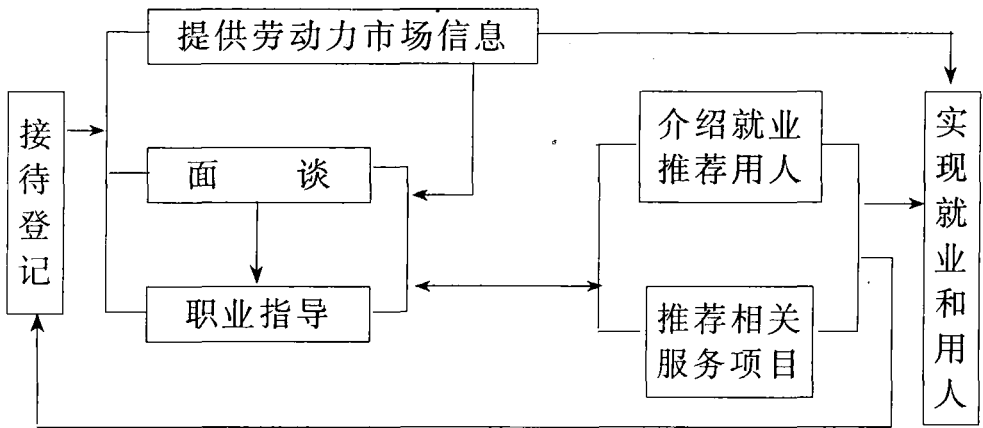 提供劳动力市场信息
接待登记
面 谈
职业指导
介绍就业
推荐用人
推荐相关
服务项目
实现就业和用人